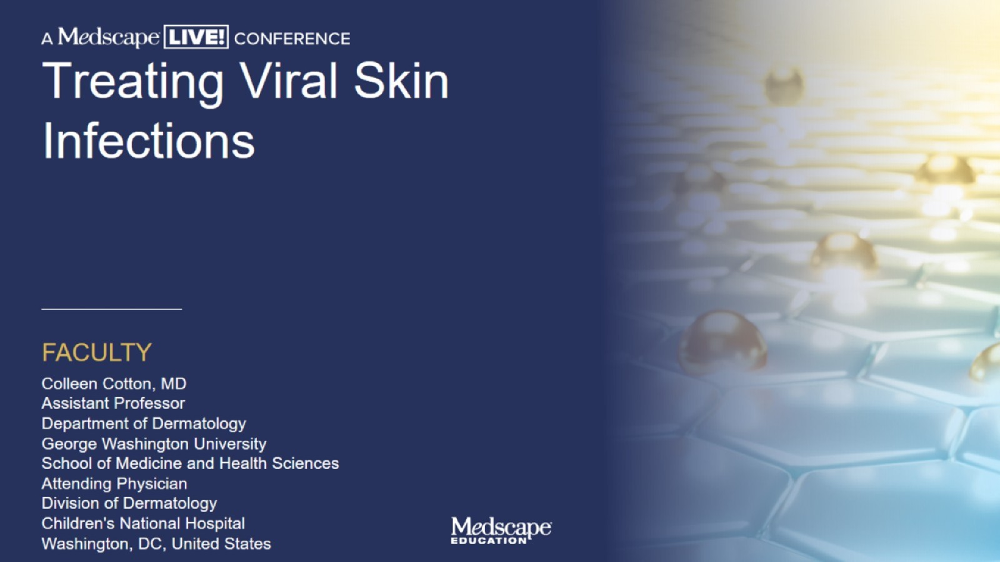 A Medscape LIVE! CONFERENCE
Treating Viral Skin
Infections
FACULTY
Colleen Cotton, MD
Assistant Professor
Department of Dermatology
George Washington University
School of Medicine and Health Sciences
Attending Physician
Division of Dermatology
Children's National Hospital
Washington, DC, United States
Medscape
EDUCATION